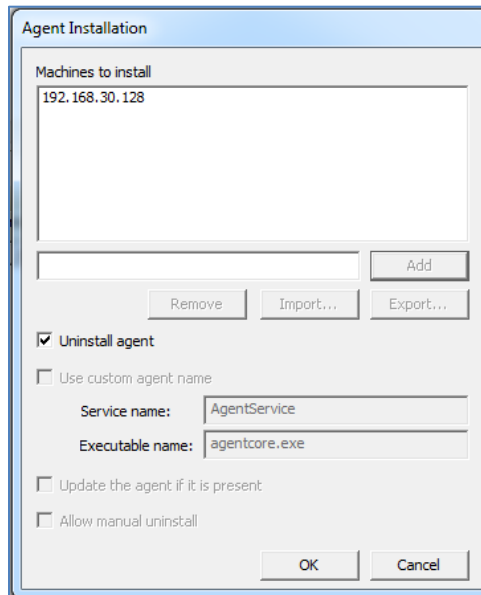 Agent Installation
Machines to install
192.168.30.128
Add
Remove Import... Export...
Uninstall agent
Use custom agent name
Service name: AgentService
Executable name: agentcore.exe
Update the agent if it is present
Allow manual uninstall
OK Cancel